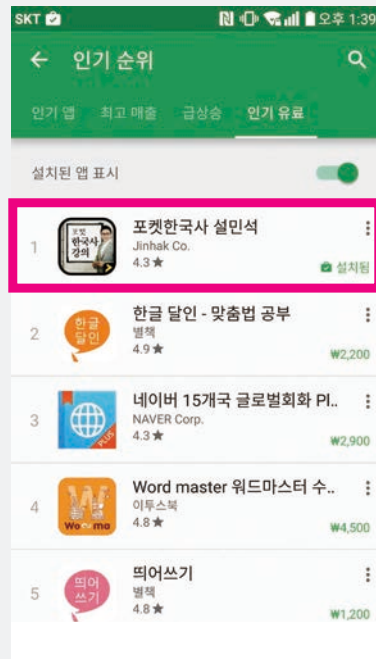 SKT 오후 1:39
인기 순위
인기 앱 최고 매출 급상승 인기 유료
설치된 앱 표시
1
포켓
한국사
강의
포켓한국사 설민석
Jinhak Co.
4.3★
설치됨
2
한글
달인
한글 달인 - 맞춤법 공부
별책
4.9★
₩2,200
3
PLUS
네이버 15개국 글로벌회화 Pl..
NAVER Corp.
4.3★
₩2,900
4
Word master 워드마스터 수..
이투스북
4.8★
₩4,500
5
띄어
쓰기
띄어쓰기
별책
4.8★
₩1,200